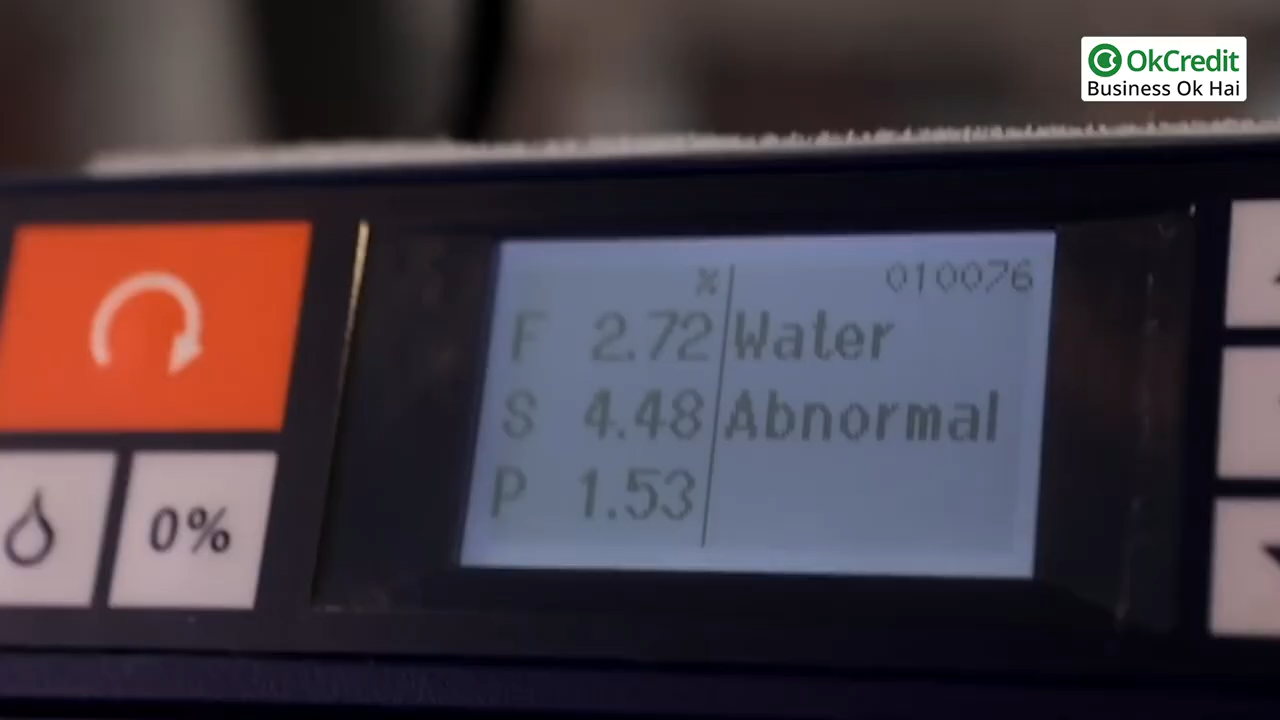 OkCredit
Business Ok Hai
% 010076
F 2.72 Water
S 4.48 Abnormal
P 1.53
0%